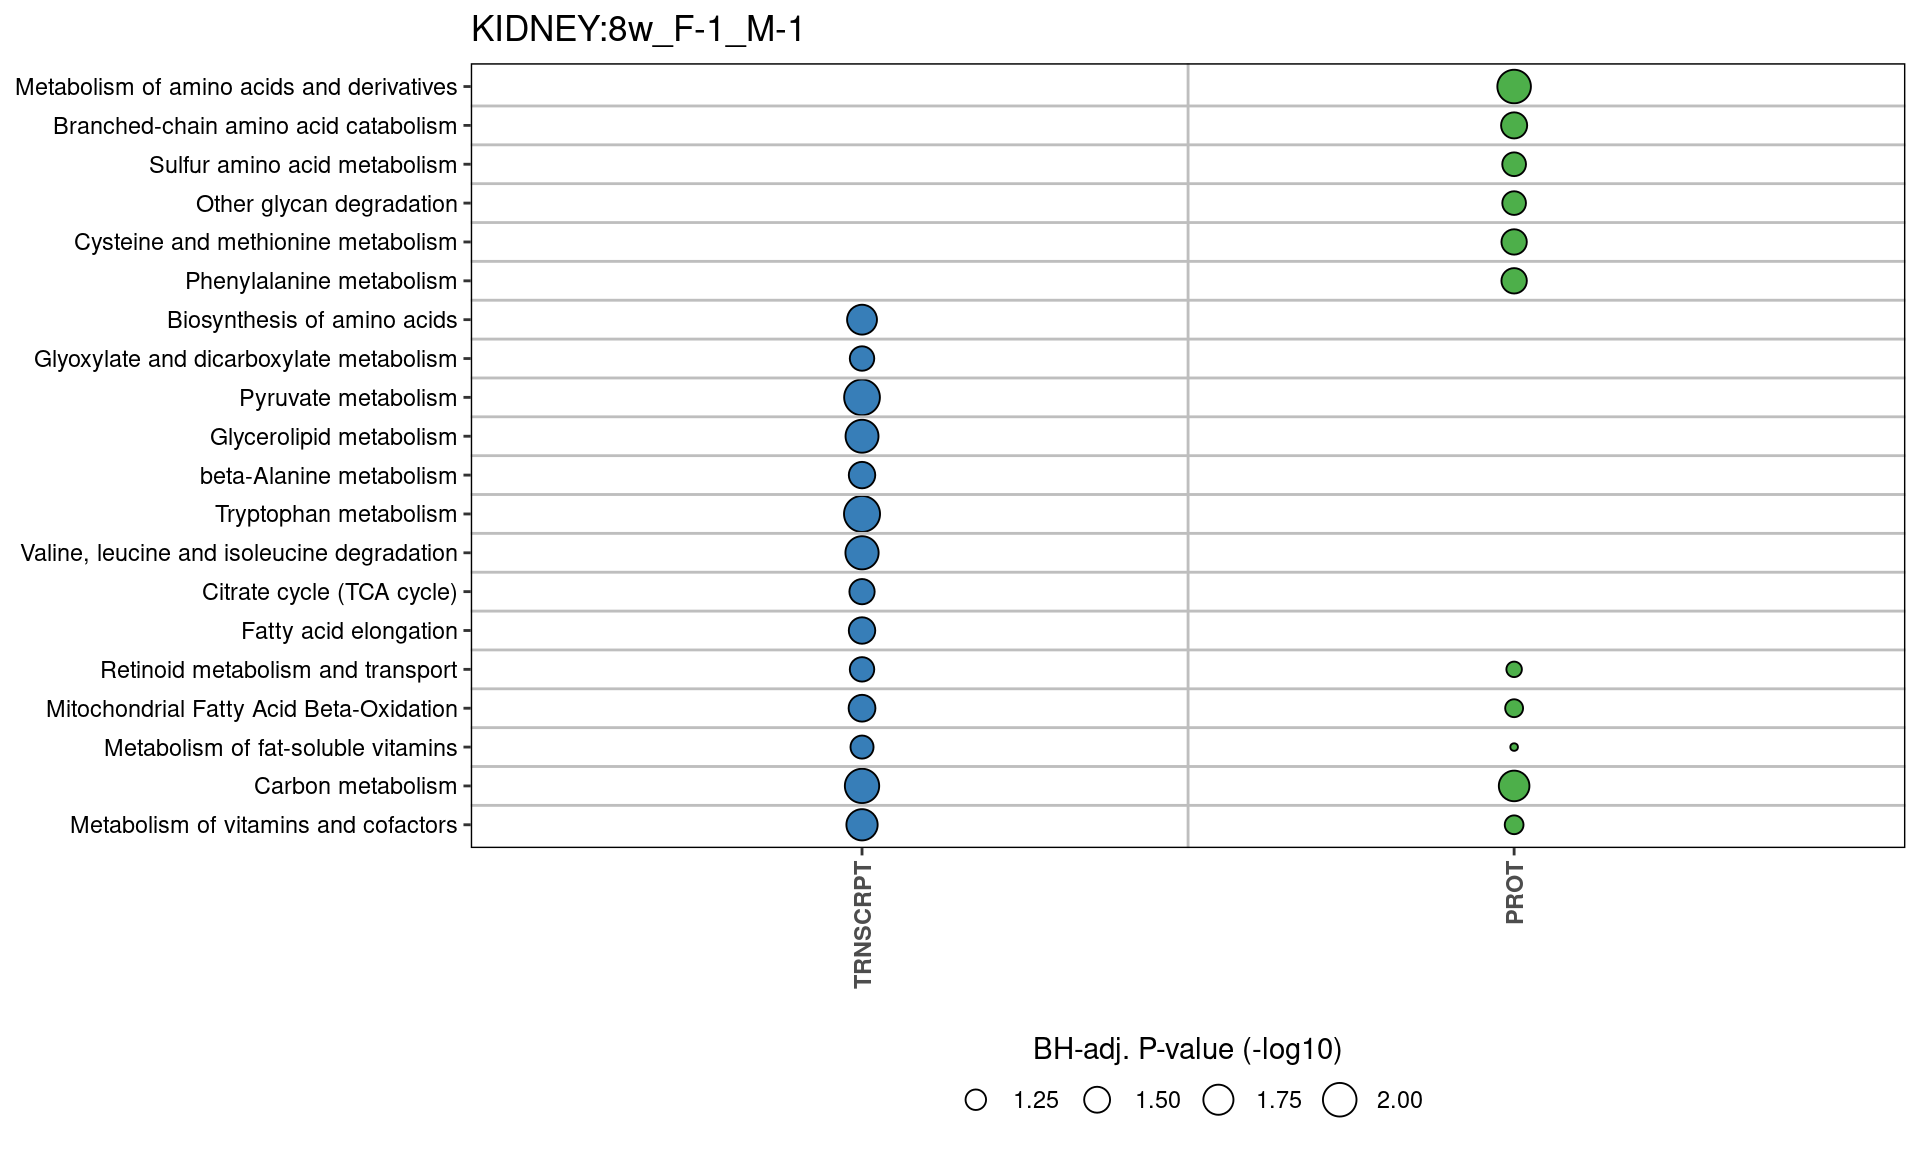 KIDNEY:8w_F-1_M-1
Metabolism of amino acids and derivatives
Branched-chain amino acid catabolism
Sulfur amino acid metabolism
Other glycan degradation
Cysteine and methionine metabolism
Phenylalanine metabolism
Biosynthesis of amino acids
Glyoxylate and dicarboxylate metabolism
Pyruvate metabolism
Glycerolipid metabolism
beta-Alanine metabolism
Tryptophan metabolism
Valine, leucine and isoleucine degradation
Citrate cycle (TCA cycle)
Fatty acid elongation
Retinoid metabolism and transport
Mitochondrial Fatty Acid Beta-Oxidation
Metabolism of fat-soluble vitamins
Carbon metabolism
Metabolism of vitamins and cofactors
TRNSCRPT
PROT
BH-adj. P-value (-log10)
1.25 1.50 1.75 2.00